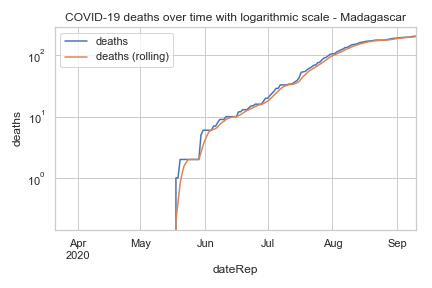 COVID-19 deaths over time with logarithmic scale - Madagascar
deaths
deaths (rolling)
10²
10¹
10⁰
deaths
Apr May Jun Jul Aug Sep
2020
dateRep